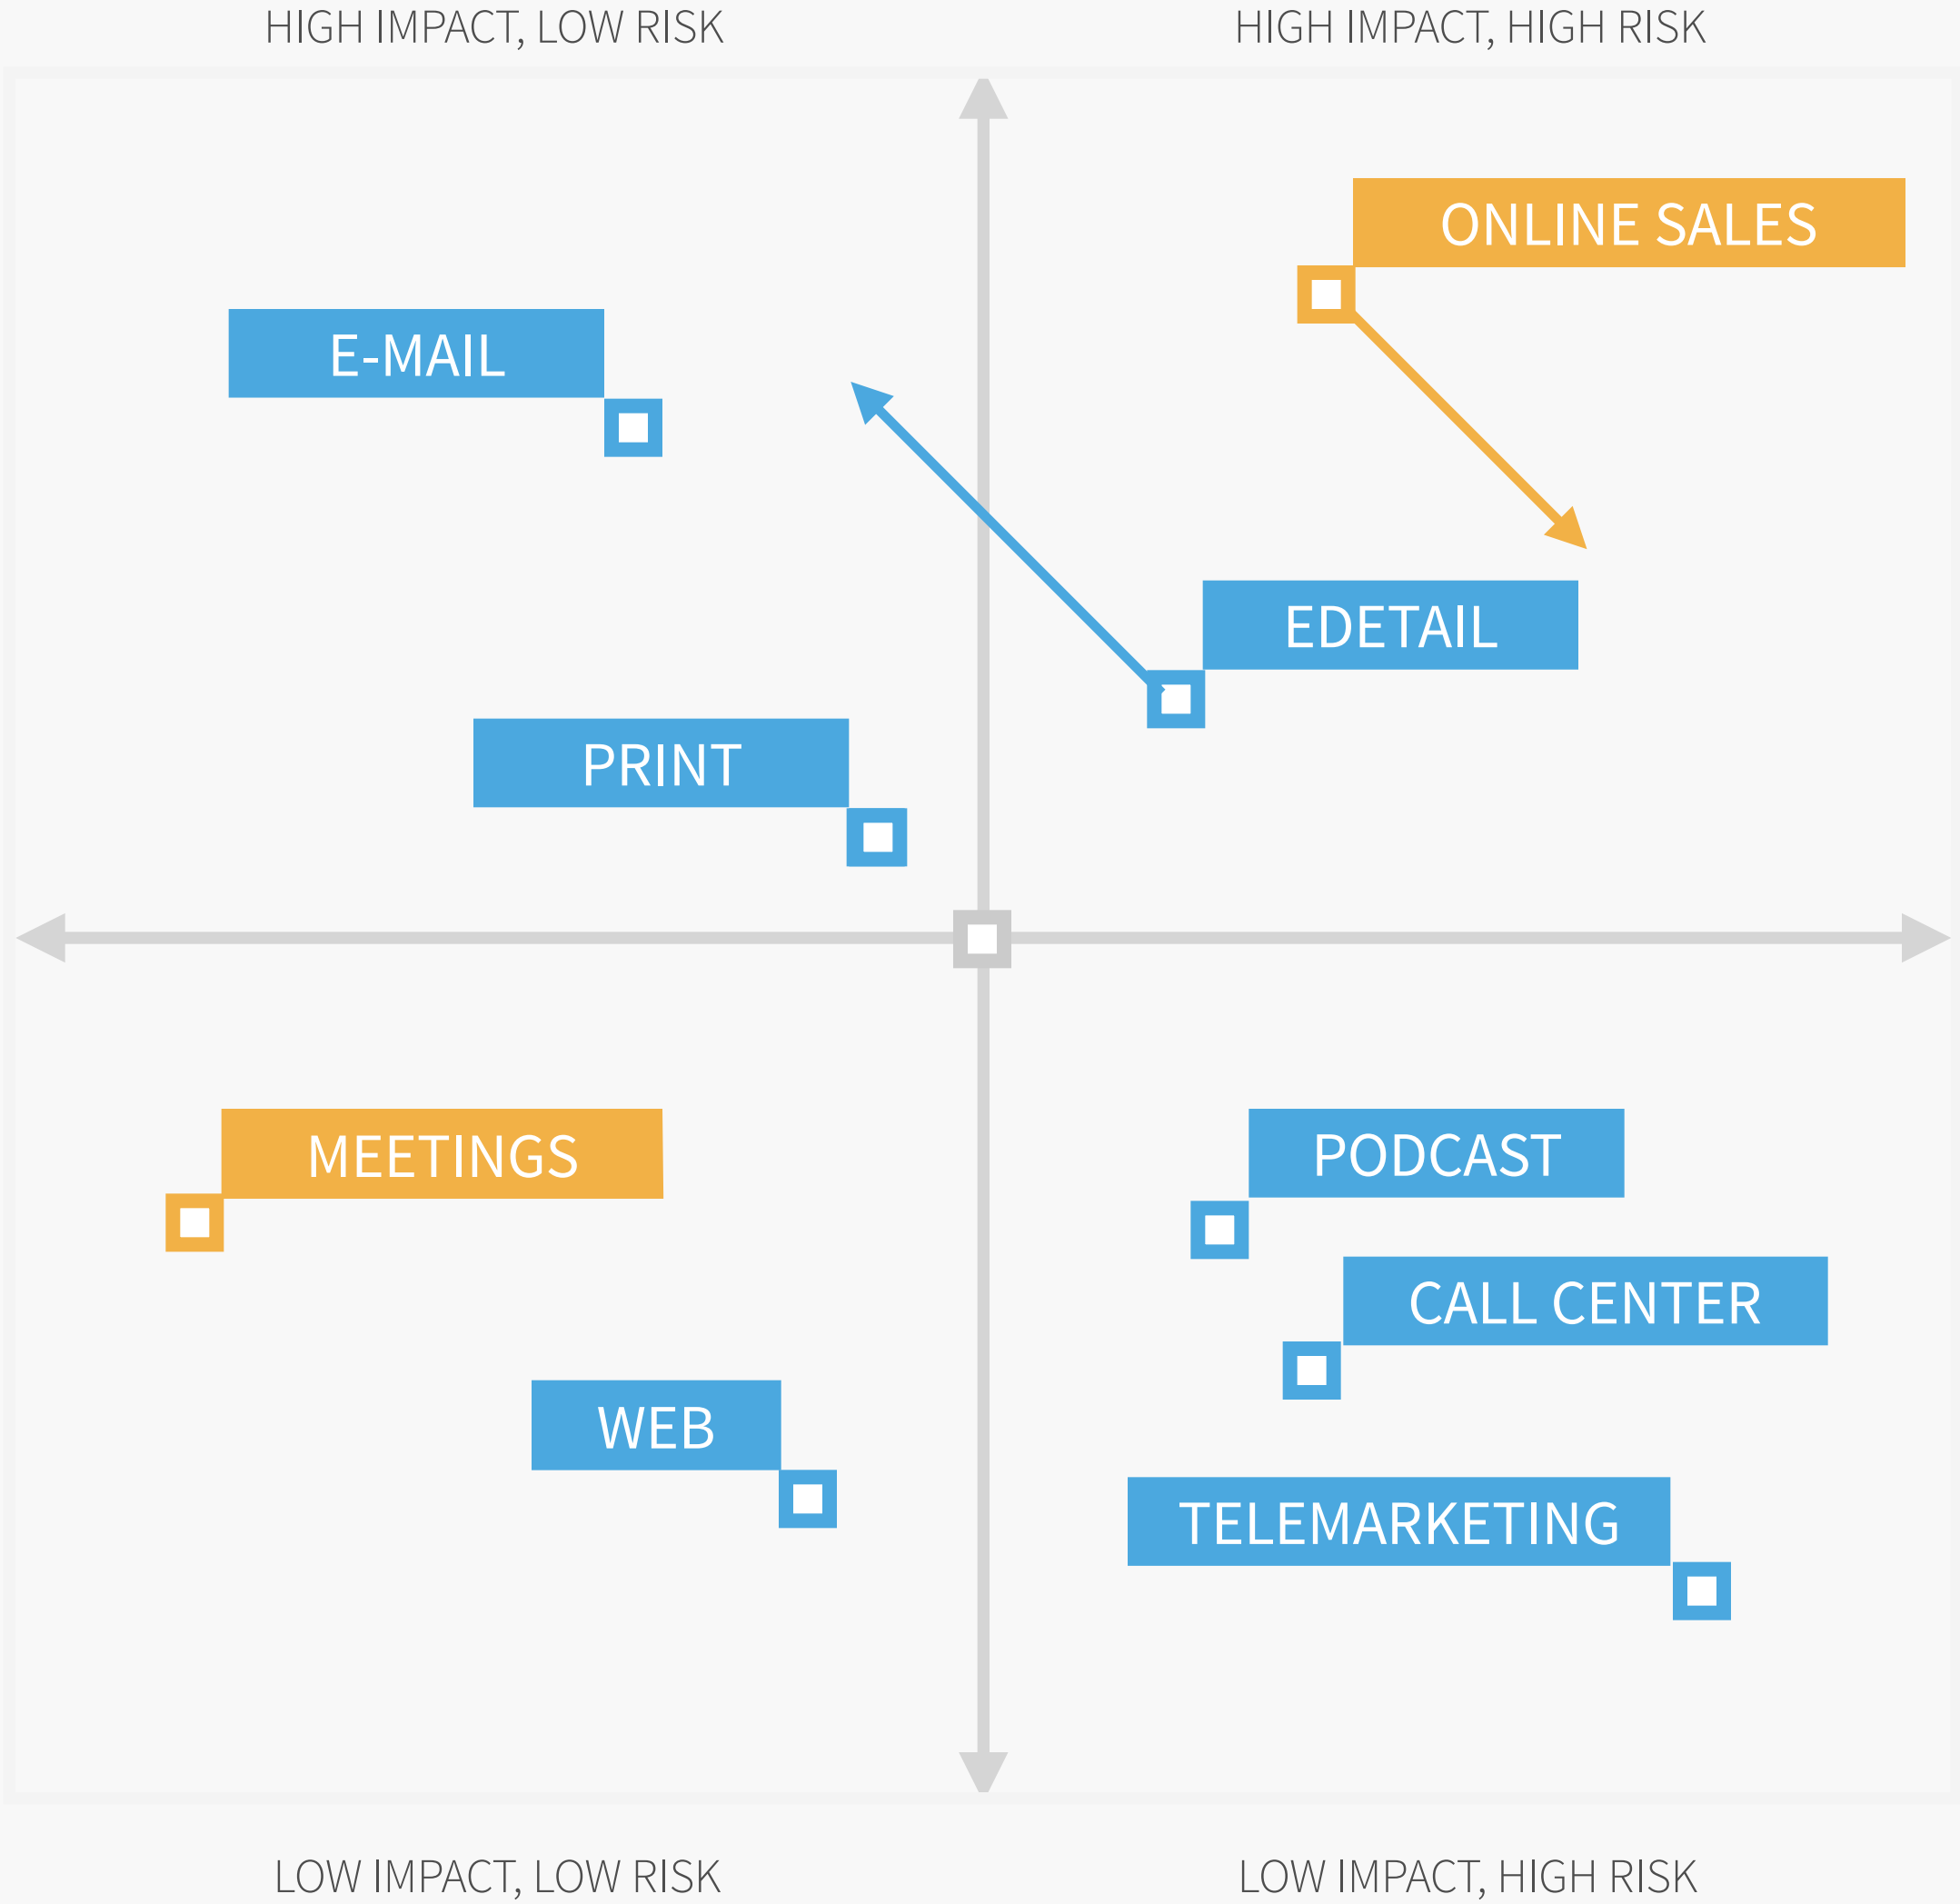 HIGH IMPACT, LOW RISK
HIGH IMPACT, HIGH RISK
ONLINE SALES
E-MAIL
EDETAIL
PRINT
MEETINGS
PODCAST
CALL CENTER
WEB
TELEMARKETING
LOW IMPACT, LOW RISK
LOW IMPACT, HIGH RISK